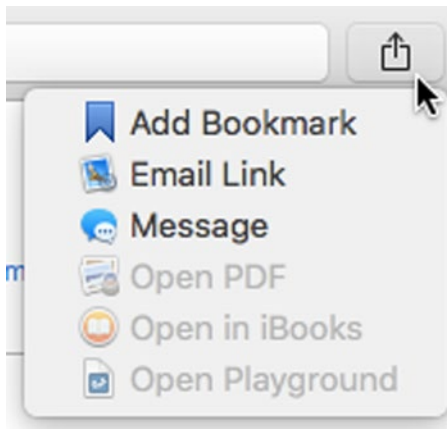 Add Bookmark
Email Link
Message
m
Open PDF
Open in iBooks
Open Playground